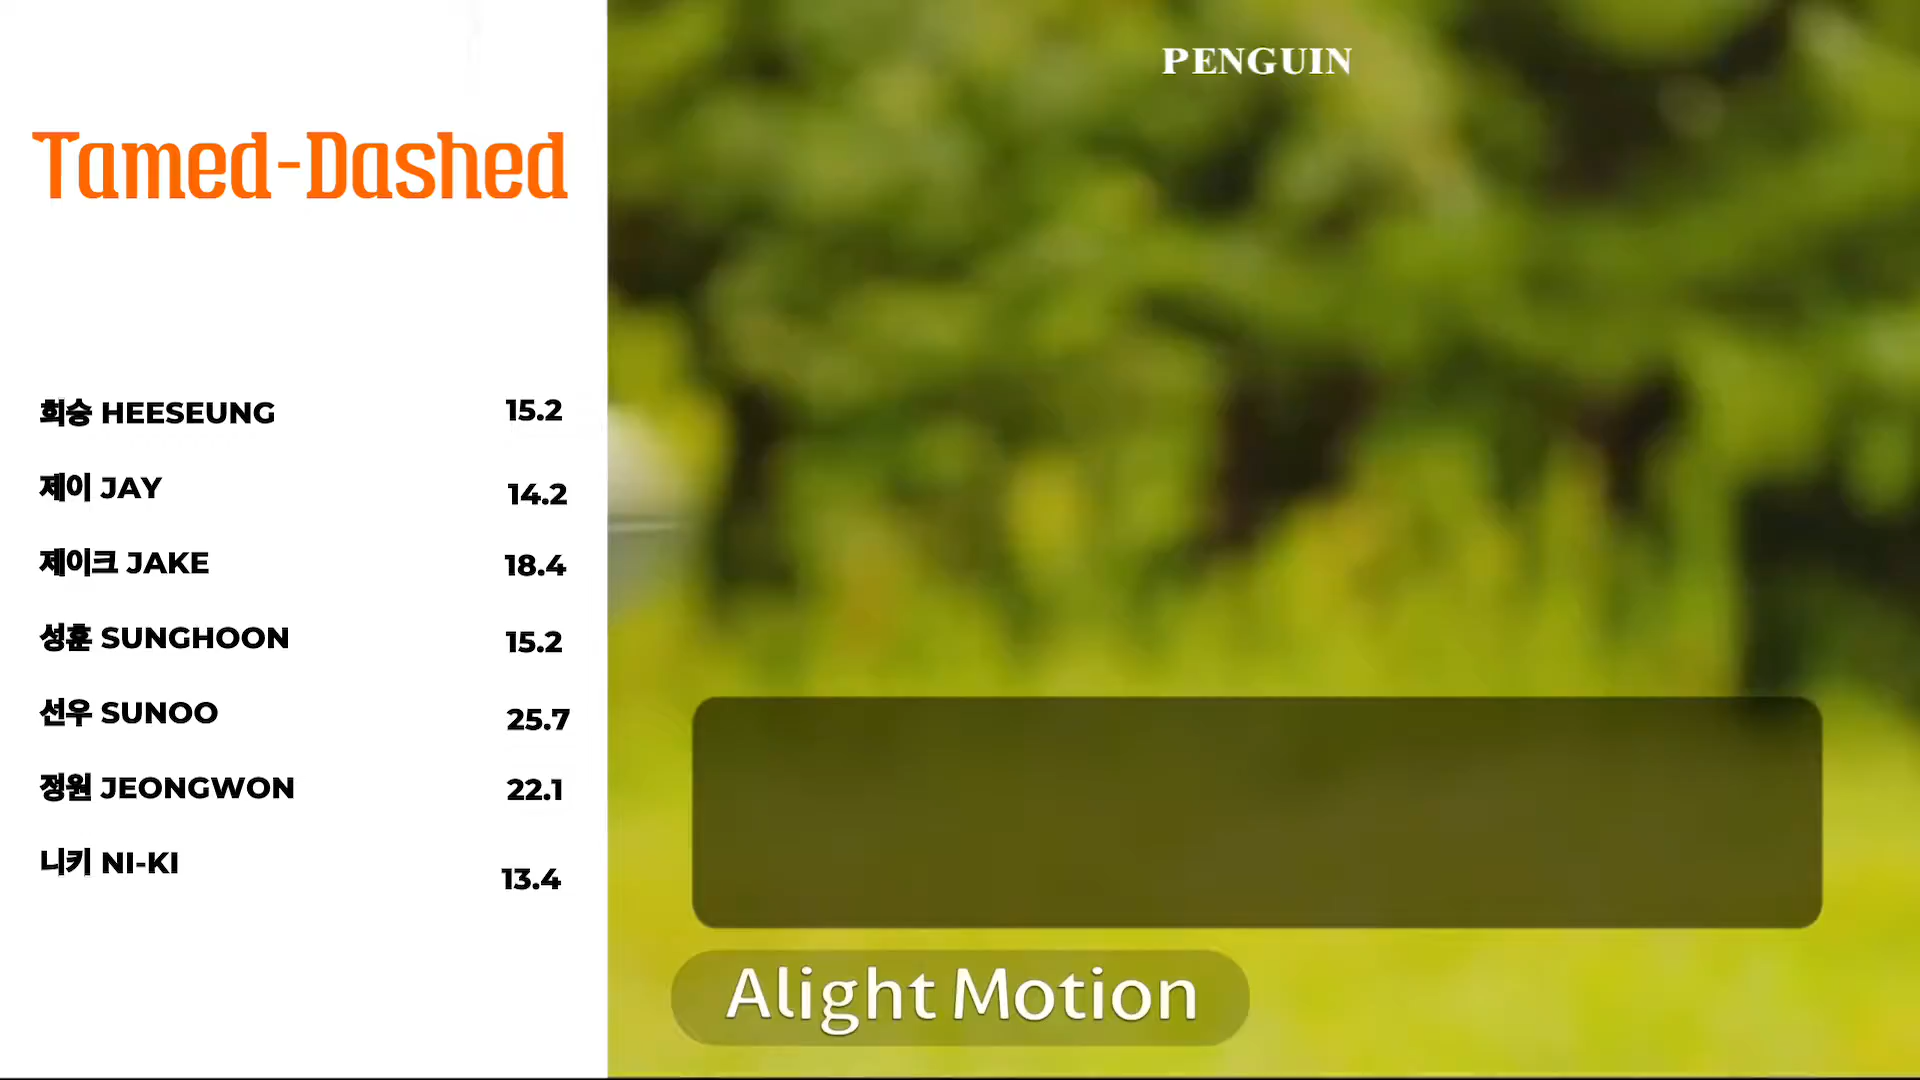 PENGUIN
Tamed-Dashed
희승 HEESEUNG 15.2
제이 JAY 14.2
제이크 JAKE 18.4
성훈 SUNGHOON 15.2
선우 SUNOO 25.7
정원 JEONGWON 22.1
니키 NI-KI 13.4
Alight Motion